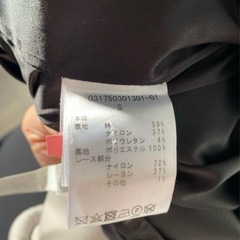 031750301301-01
S
本体
表地 綿 59%
ナイロン 37%
ポリウレタン 4%
裏地 ポリエステル 100%
レース部分
ナイロン 72%
レーヨン 27%
その他 1%